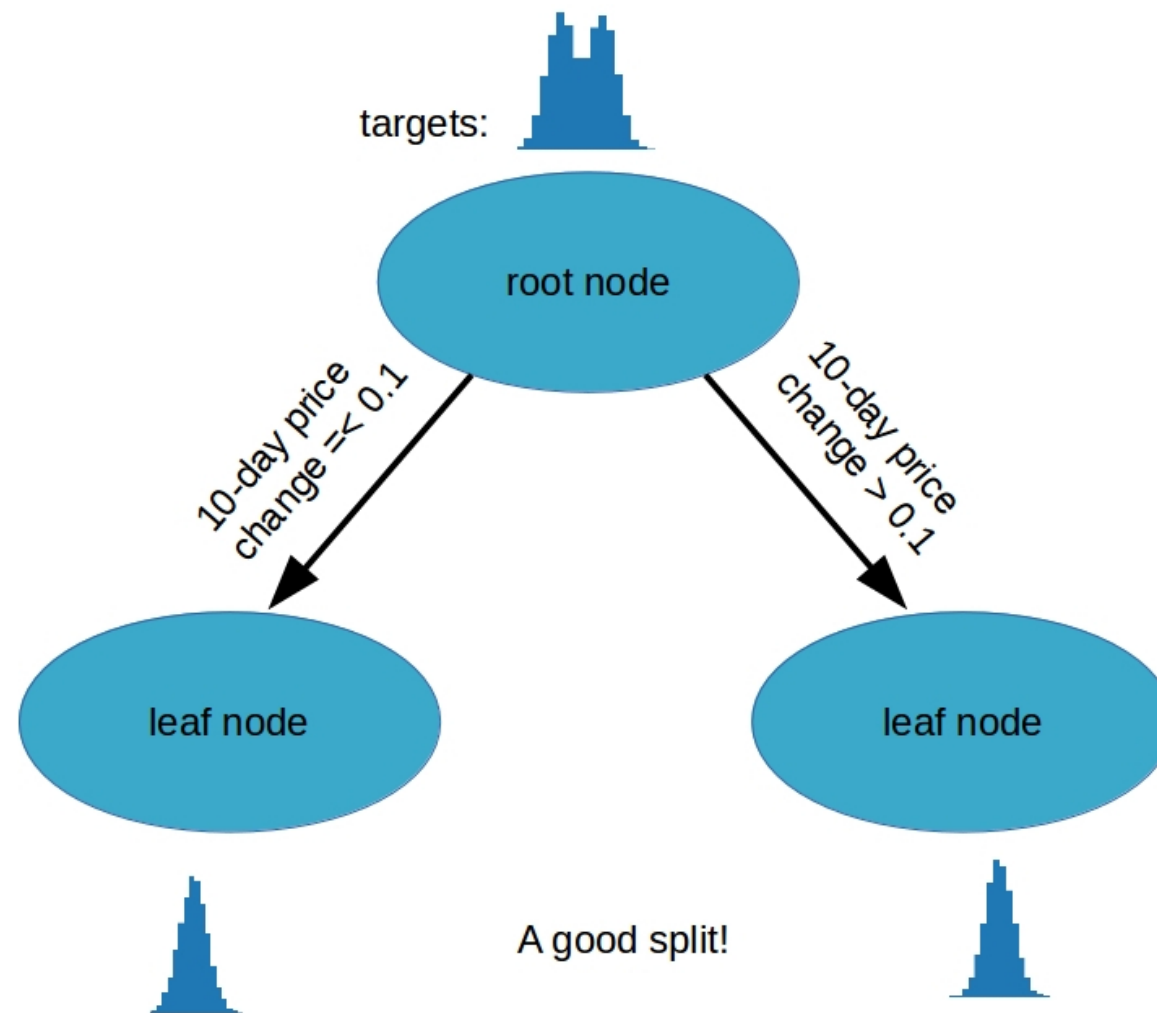 targets:
root node
10-day price
change =< 0.1
10-day price
change > 0.1
leaf node
leaf node
A good split!